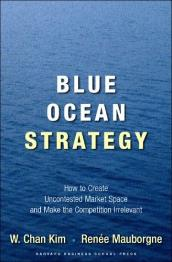 BLUE
OCEAN
STRATEGY
How to Create
Uncontested Market Space
and Make the Competition Irrelevant
W. Chan Kim • Renée Mauborgne
HARVARD BUSINESS SCHOOL PRESS